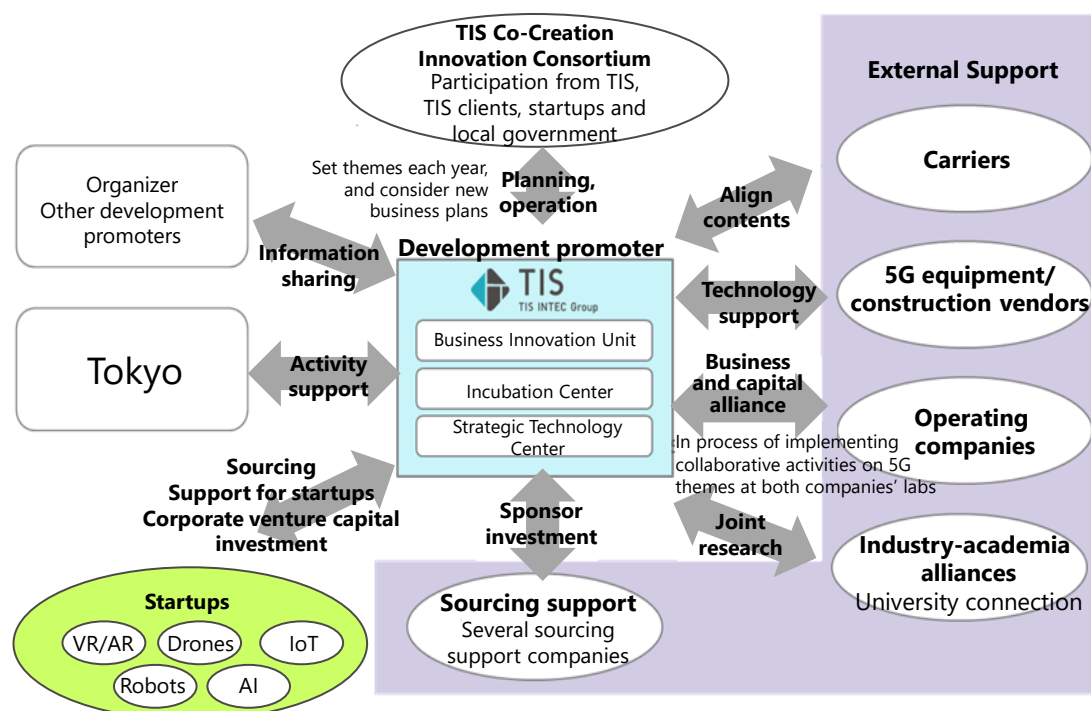 TIS Co-Creation
Innovation Consortium
Participation from TIS,
TIS clients, startups and
local government
External Support
Carriers
5G equipment/
construction vendors
Operating
companies
Industry-academia
alliances
University connection
Organizer
Other development
promoters
Set themes each year,
and consider new
business plans
Planning,
operation
Align
contents
Information
sharing
Development promoter
TIS
TIS INTEC Group
Business Innovation Unit
Incubation Center
Strategic Technology
Center
Technology
support
Tokyo
Activity
support
Business
and capital
alliance
In process of implementing
collaborative activities on 5G
themes at both companies’ labs
Sourcing
Support for startups
Corporate venture capital
investment
Sponsor
investment
Joint
research
Startups
VR/AR
Drones
IoT
Robots
AI
Sourcing support
Several sourcing
support companies